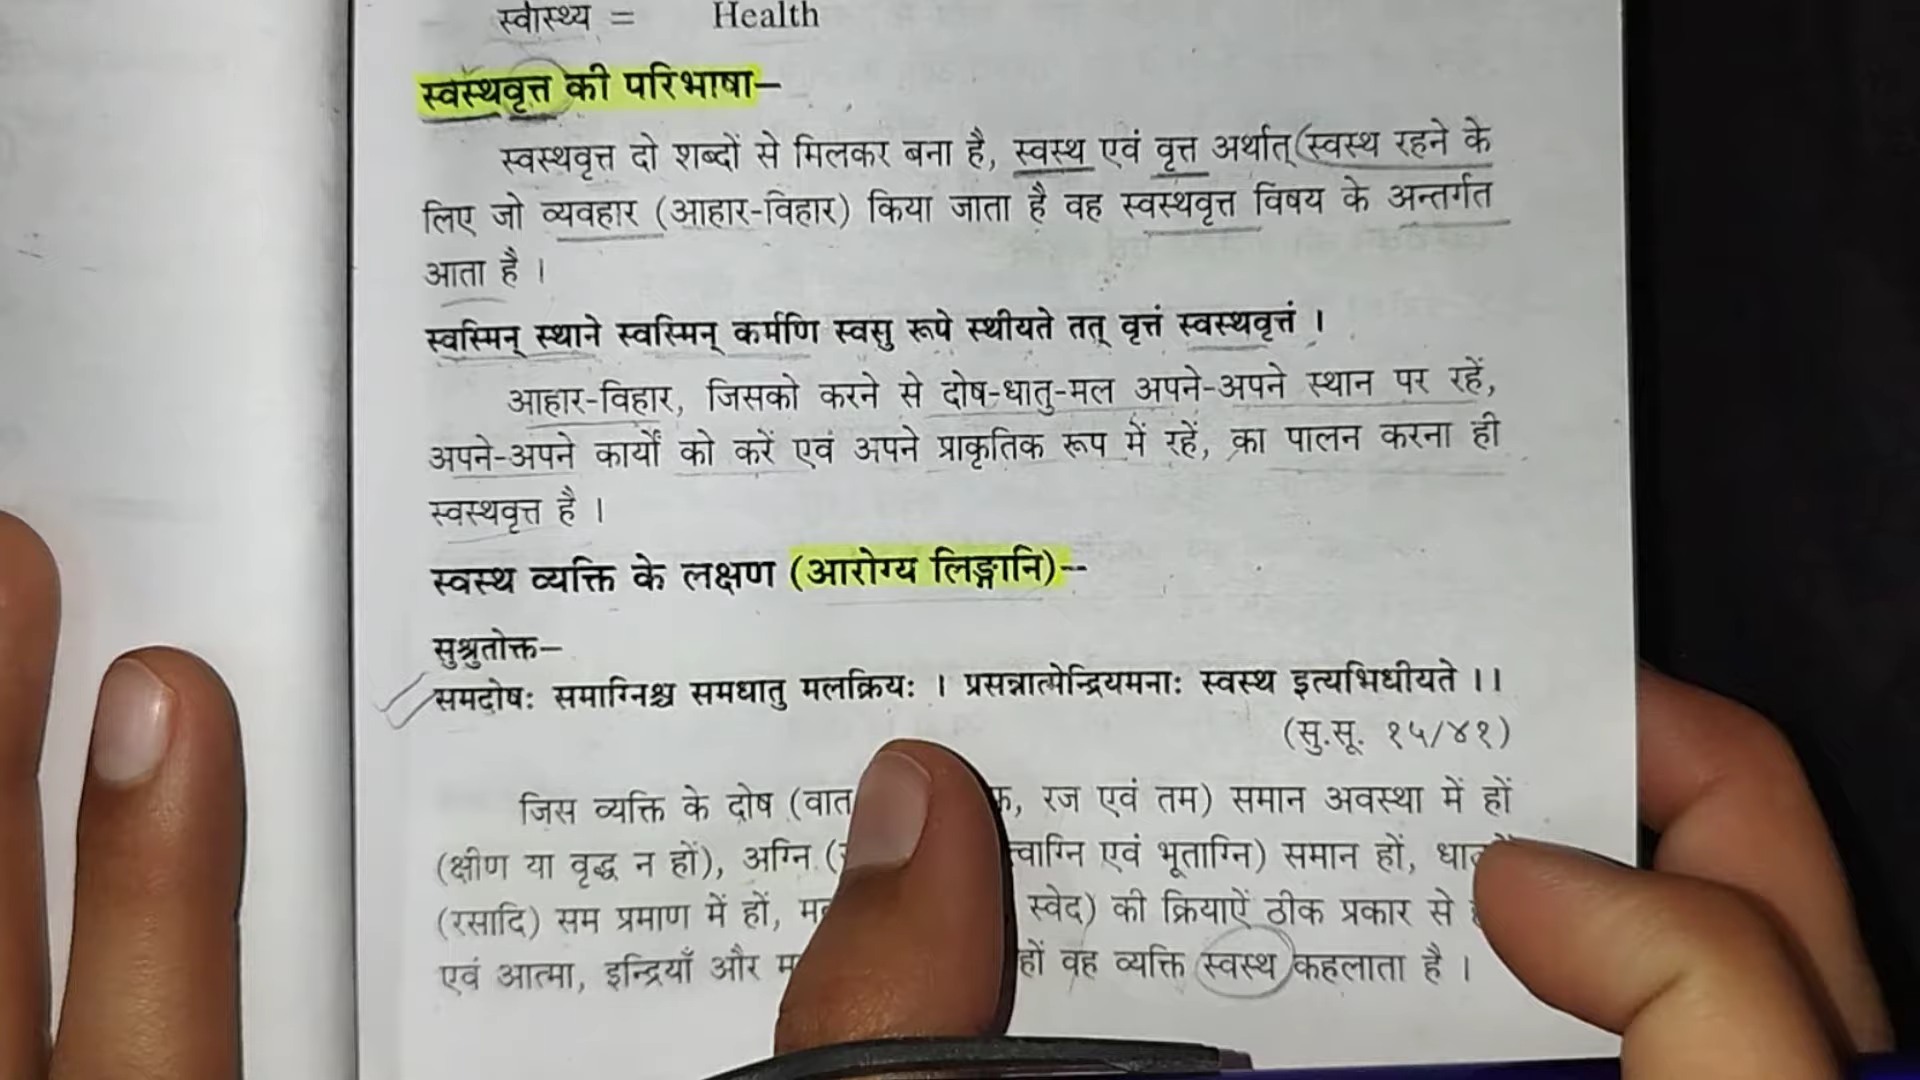 स्वास्थ्य = Health
स्वस्थवृत्त की परिभाषा–
स्वस्थवृत्त दो शब्दों से मिलकर बना है, स्वस्थ एवं वृत्त अर्थात् (स्वस्थ रहने के
लिए जो व्यवहार (आहार-विहार) किया जाता है वह स्वस्थवृत्त विषय के अन्तर्गत
आता है ।
स्वस्मिन् स्थाने स्वस्मिन् कर्मणि स्वसु रूपे स्थीयते तत् वृत्तं स्वस्थवृत्तं ।
आहार-विहार, जिसको करने से दोष-धातु-मल अपने-अपने स्थान पर रहें,
अपने-अपने कार्यों को करें एवं अपने प्राकृतिक रूप में रहें, का पालन करना ही
स्वस्थवृत्त है ।
स्वस्थ व्यक्ति के लक्षण (आरोग्य लिङ्गानि)–
सुश्रुतोक्त–
समदोषः समाग्निश्च समधातु मलक्रियः । प्रसन्नात्मेन्द्रियमनाः स्वस्थ इत्यभिधीयते ।।
(सु.सू. १५/४१)
जिस व्यक्ति के दोष (वात रज एवं तम) समान अवस्था में हों
(क्षीण या वृद्ध न हों), अग्नि एवं भूताग्नि) समान हों,
(रसादि) सम प्रमाण में हों, स्वेद) की क्रियाऐं ठीक प्रकार से
एवं आत्मा, इन्द्रियाँ और हों वह व्यक्ति स्वस्थ कहलाता है ।